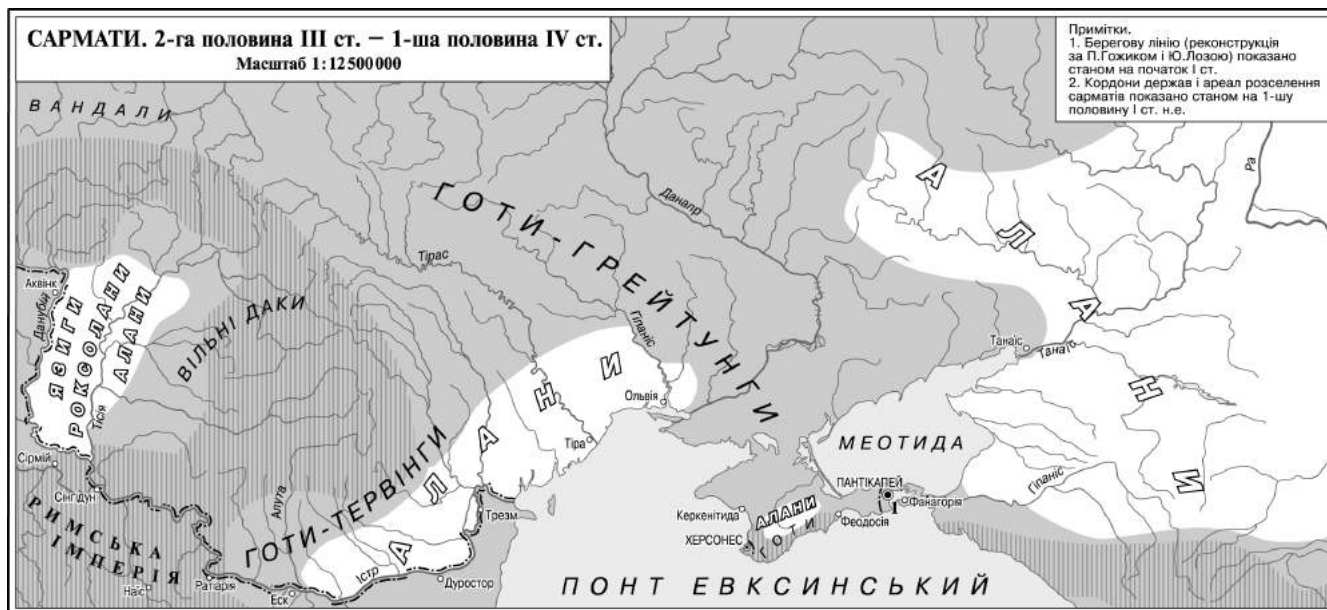 САРМАТИ. 2-га половина III ст. – 1-ша половина IV ст.
Масштаб 1:12500000
Примітки.
1. Берегову лінію (реконструкція
за П.Гожиком і Ю.Лозою) показано
станом на початок I ст.
2. Кордони держав і ареал розселення
сарматів показано станом на 1-шу
половину I ст. н.е.
ВАНДАЛИ
ГОТИ-ГРЕЙТУНГИ
Данапр
АЛАНИ
Ра
Тірас
Аквінк
Данубій
ЯЗИГИ
РОКСОЛАНИ
АЛАНИ
Тісія
ВІЛЬНІ ДАКИ
Гіпаніс
Танаїс
Танаїс
Ольвія
Тіра
АЛАНИ
МЕОТИДА
Сірмій
Сінгідун
РИМСЬКА
ІМПЕРІЯ
Алута
ГОТИ-ТЕРВІНГИ
Трезм
Керкенітида
АЛАНИ
ГОТИ
ХЕРСОНЕС
Феодосія
ПАНТІКАПЕЙ
Фанагорія
1
Гіпаніс
Наїс
Ратарія
Еск
Істр
Дуростор
ПОНТ ЕВКСИНСЬКИЙ